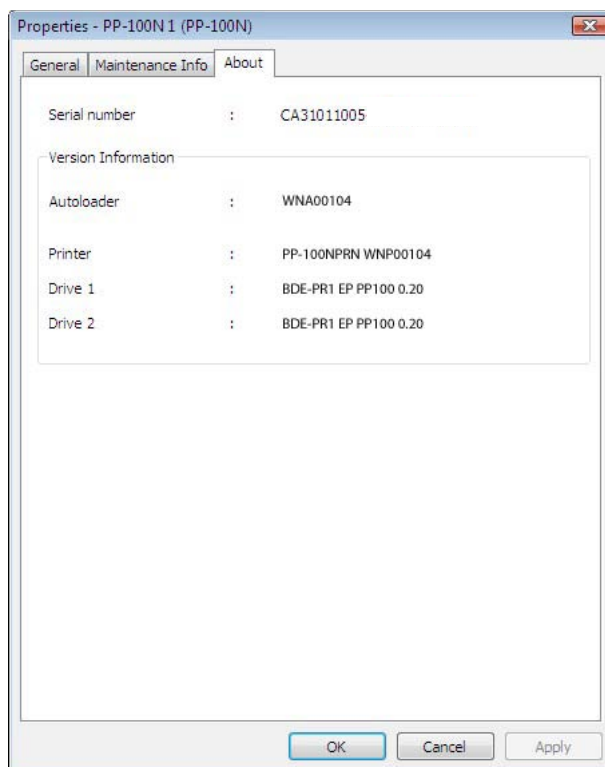 Properties - PP-100N 1 (PP-100N)
General Maintenance Info About
Serial number : CA31011005
Version Information
Autoloader : WNA00104
Printer : PP-100NPRN WNP00104
Drive 1 : BDE-PR1 EP PP100 0.20
Drive 2 : BDE-PR1 EP PP100 0.20
OK Cancel Apply